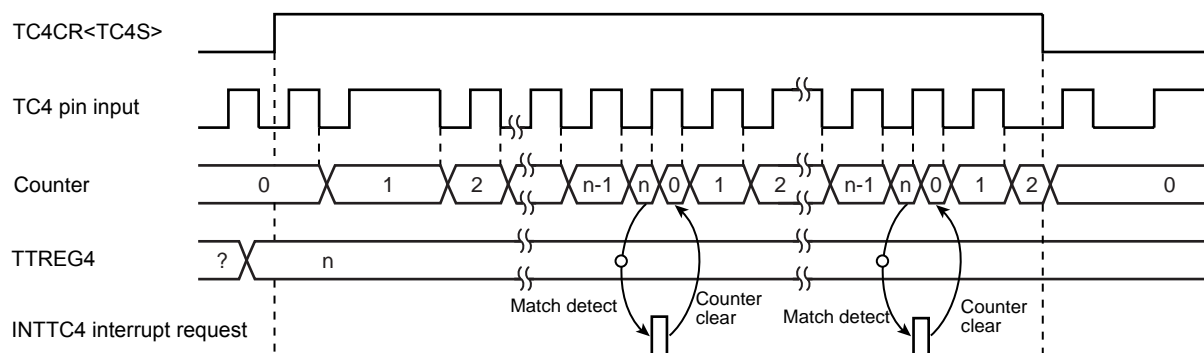 TC4CR<TC4S>
TC4 pin input
Counter 0 1 2 n-1 n 0 1 2 n-1 n 0 1 2 0
TTREG4 ? n
Match detect Counter clear Match detect Counter clear
INTTC4 interrupt request